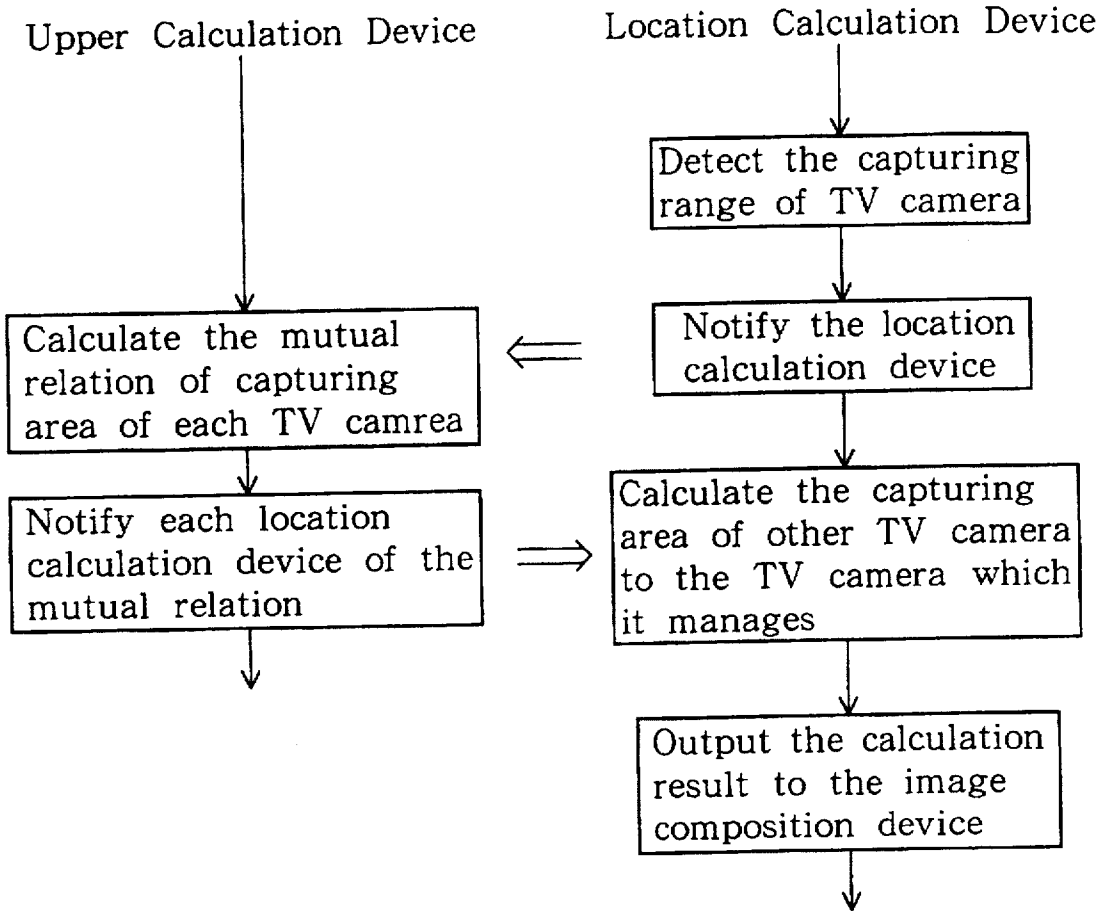 Upper Calculation Device
Location Calculation Device
Detect the capturing
range of TV camera
Notify the location
calculation device
Calculate the mutual
relation of capturing
area of each TV camrea
Notify each location
calculation device of the
mutual relation
Calculate the capturing
area of other TV camera
to the TV camera which
it manages
Output the calculation
result to the image
composition device